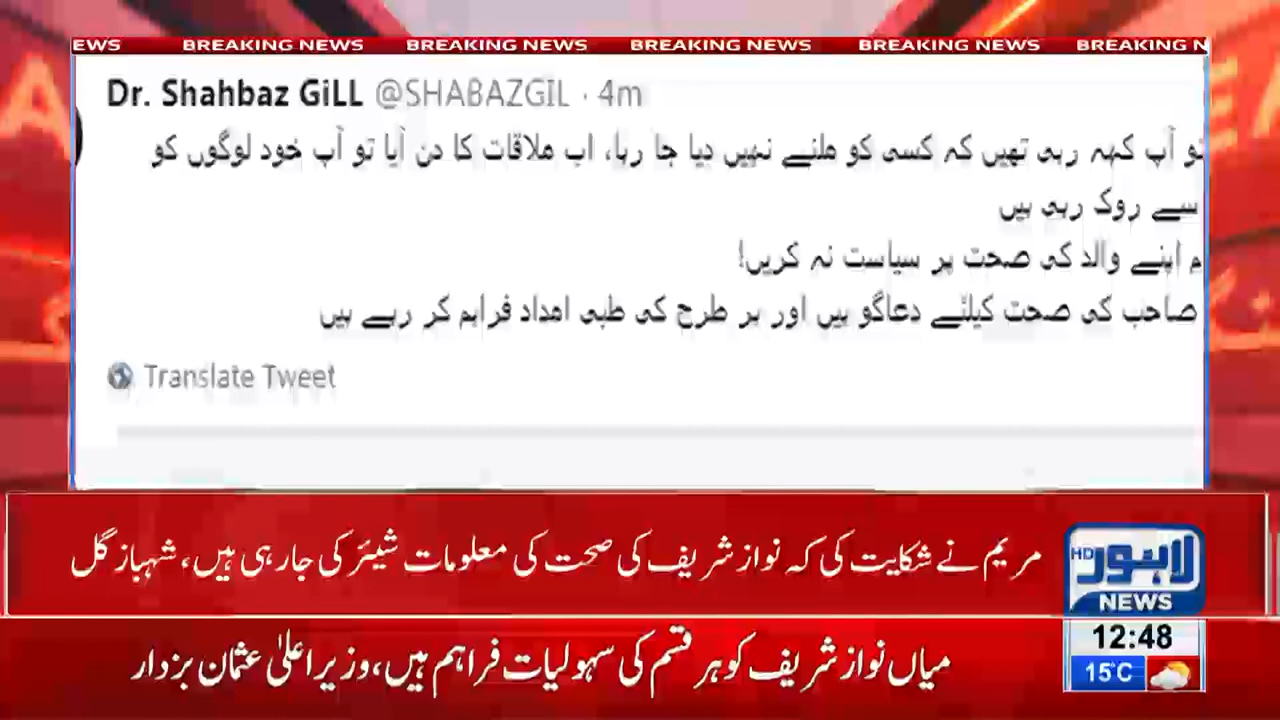 EWS BREAKING NEWS BREAKING NEWS BREAKING NEWS BREAKING NEWS BREAKING N
Dr. Shahbaz GiLL @SHABAZGIL · 4m
تو آپ کہہ رہی تھیں کہ کسی کو ملنے نہیں دیا جا رہا، اب ملاقات کا دن آیا تو آپ خود لوگوں کو
سے روک رہی ہیں
م اپنے والد کی صحت پر سیاست نہ کریں!
صاحب کی صحت کیلئے دعاگو ہیں اور ہر طرح کی طبی امداد فراہم کر رہے ہیں
Translate Tweet
مریم نے شکایت کی کہ نواز شریف کی صحت کی معلومات شیئر کی جارہی ہیں، شہباز گل
HD لاہور
NEWS
میاں نواز شریف کو ہر قسم کی سہولیات فراہم ہیں، وزیراعلیٰ عثمان بزدار
12:48
15°C